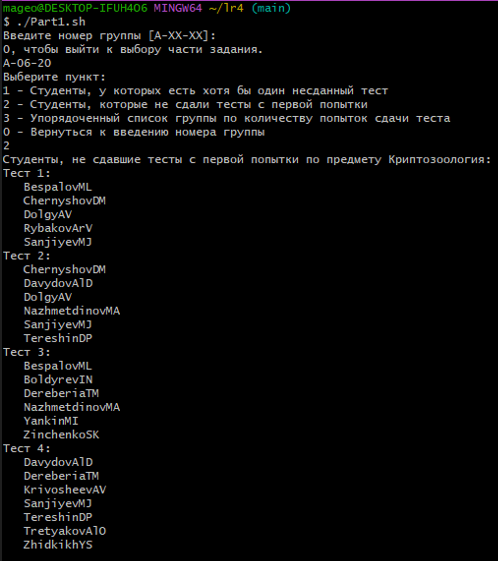 mageo@DESKTOP-IFUH4O6 MINGW64 ~/lr4 (main)
$ ./Part1.sh
Введите номер группы [A-XX-XX]:
0, чтобы выйти к выбору части задания.
A-06-20
Выберите пункт:
1 - Студенты, у которых есть хотя бы один несданный тест
2 - Студенты, которые не сдали тесты с первой попытки
3 - Упорядоченный список группы по количеству попыток сдачи теста
0 - Вернуться к введению номера группы
2
Студенты, не сдавшие тесты с первой попытки по предмету Криптозоология:
Тест 1:
BespalovML
ChernyshovDM
DolgyAV
RybakovArV
SanjiyevMJ
Тест 2:
ChernyshovDM
DavydovAlD
DolgyAV
NazhmetdinovMA
SanjiyevMJ
TereshinDP
Тест 3:
BespalovML
BoldyrevIN
DereberiaTM
NazhmetdinovMA
YankinMI
ZinchenkoSK
Тест 4:
DavydovAlD
DereberiaTM
KrivosheevAV
SanjiyevMJ
TereshinDP
TretyakovAlO
ZhidkikhYS